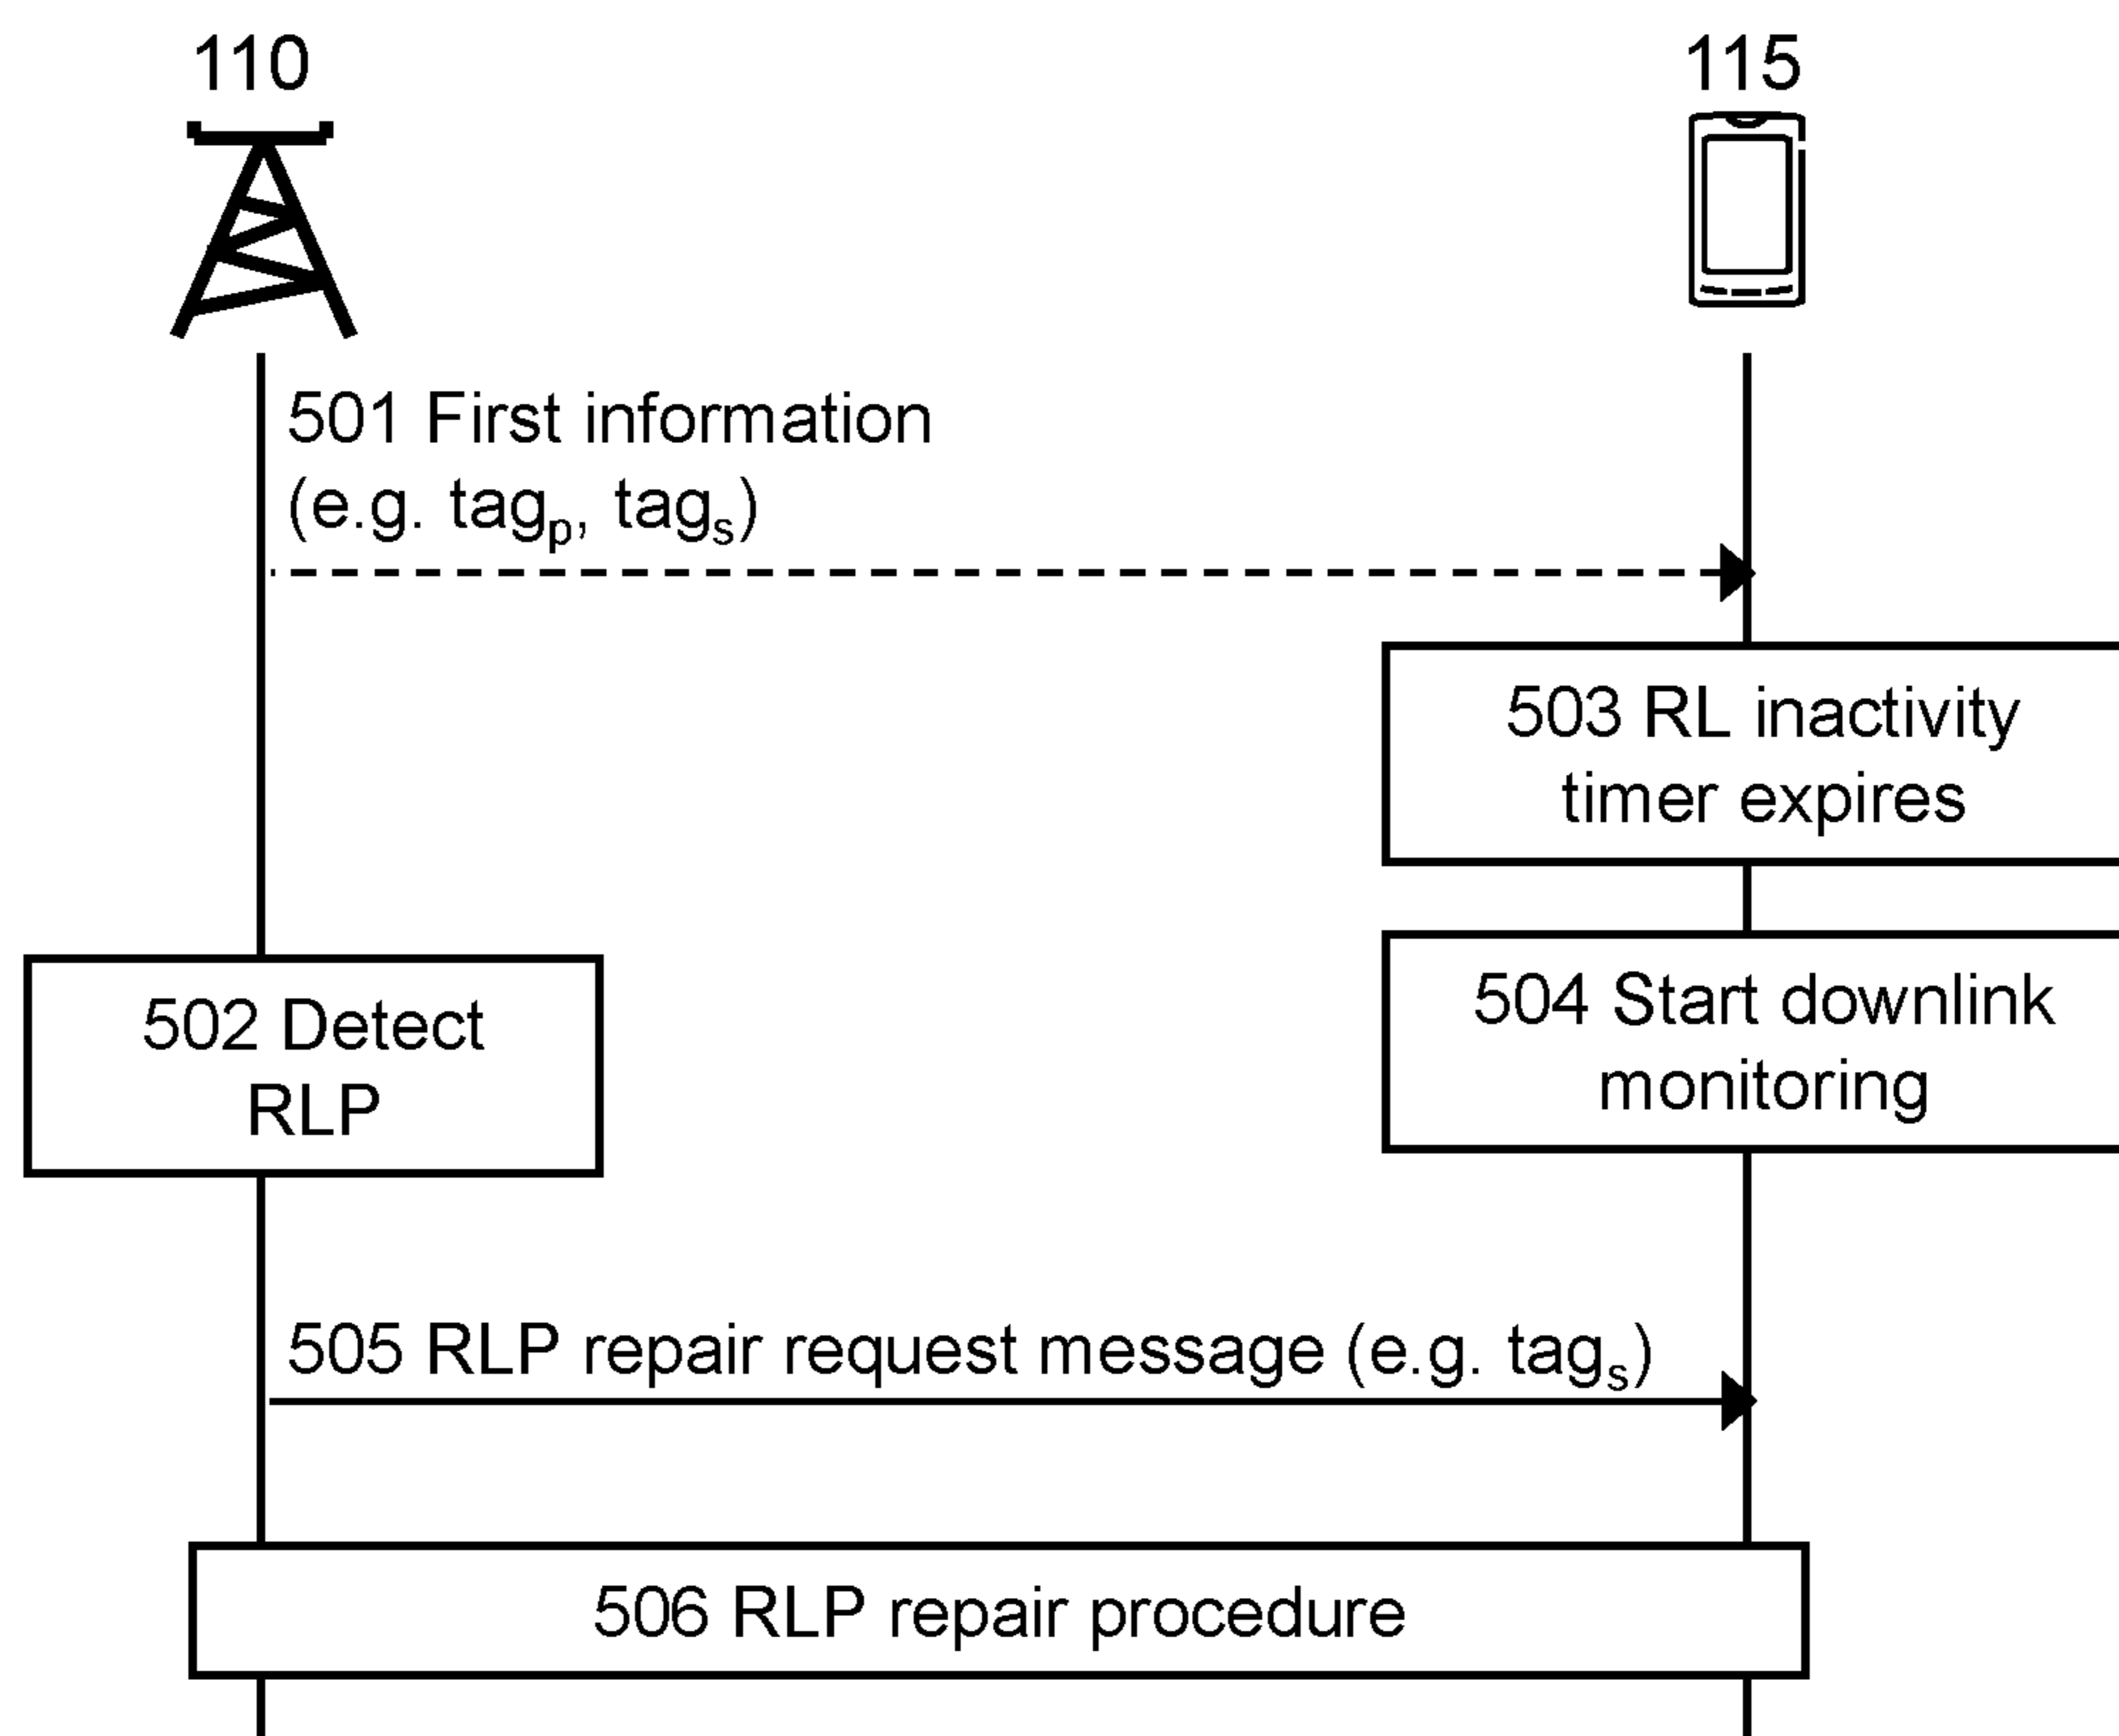 110
115
501 First information
(e.g. tagp, tags)
503 RL inactivity
timer expires
502 Detect
RLP
504 Start downlink
monitoring
505 RLP repair request message (e.g. tags)
506 RLP repair procedure